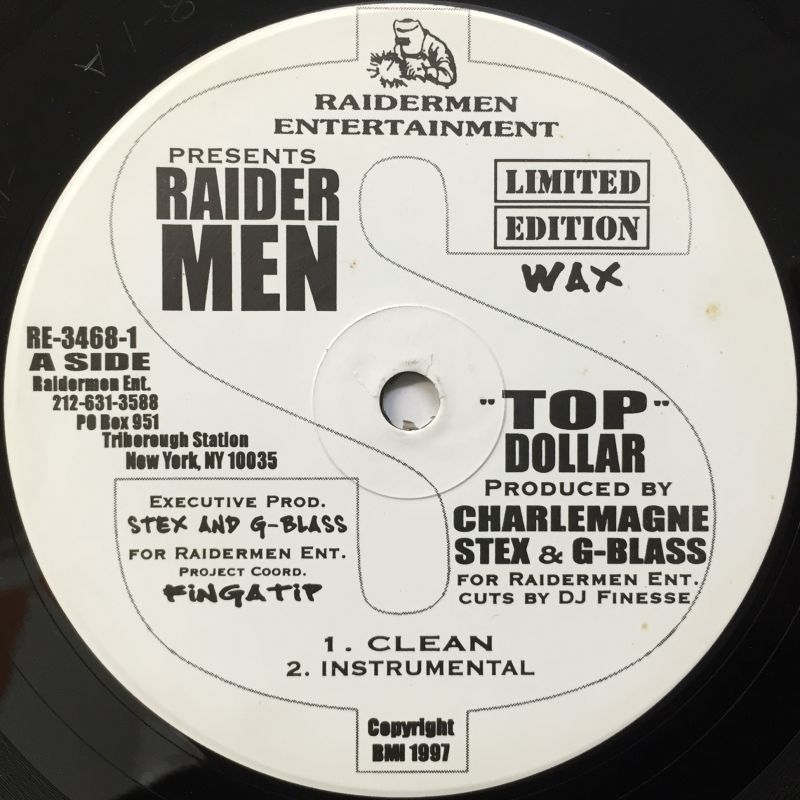 RAIDERMEN
ENTERTAINMENT
PRESENTS
RAIDER
MEN
LIMITED
EDITION
WAX
RE-3468-1
A SIDE
Raidermen Ent.
212-631-3588
PO Box 951
Triborough Station
New York, NY 10035
"TOP"
DOLLAR
PRODUCED BY
CHARLEMAGNE
STEX & G-BLASS
FOR RAIDERMEN ENT.
CUTS BY DJ FINESSE
EXECUTIVE PROD.
STEX AND G-BLASS
FOR RAIDERMEN ENT.
PROJECT COORD.
FiNGATiP
1. CLEAN
2. INSTRUMENTAL
Copyright
BMI 1997